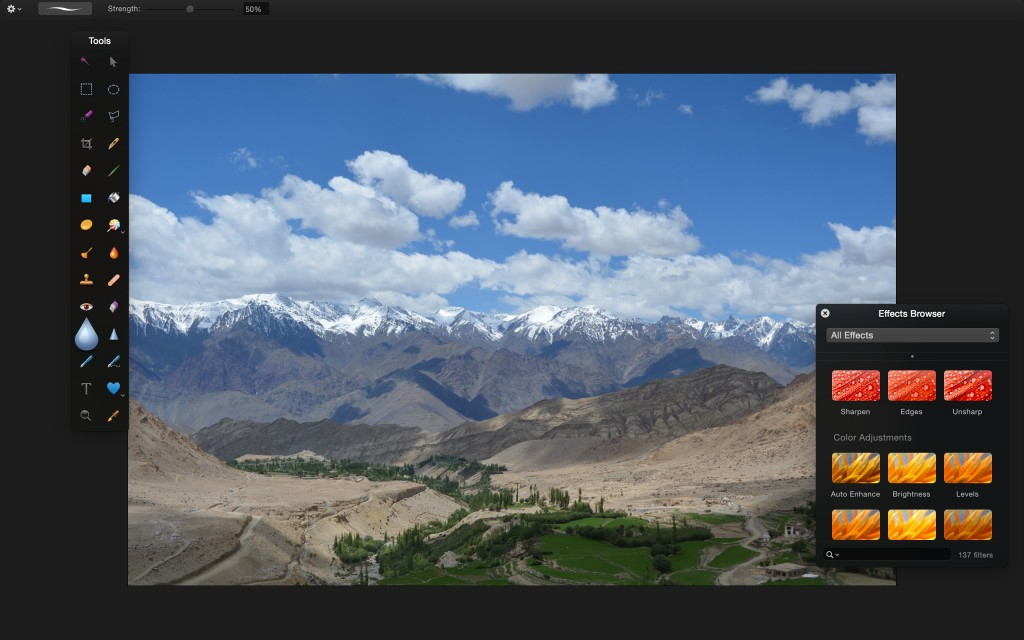 Strength:
50%
Tools
T
Effects Browser
All Effects
Sharpen
Edges
Unsharp
Color Adjustments
Auto Enhance
Brightness
Levels
137 filters